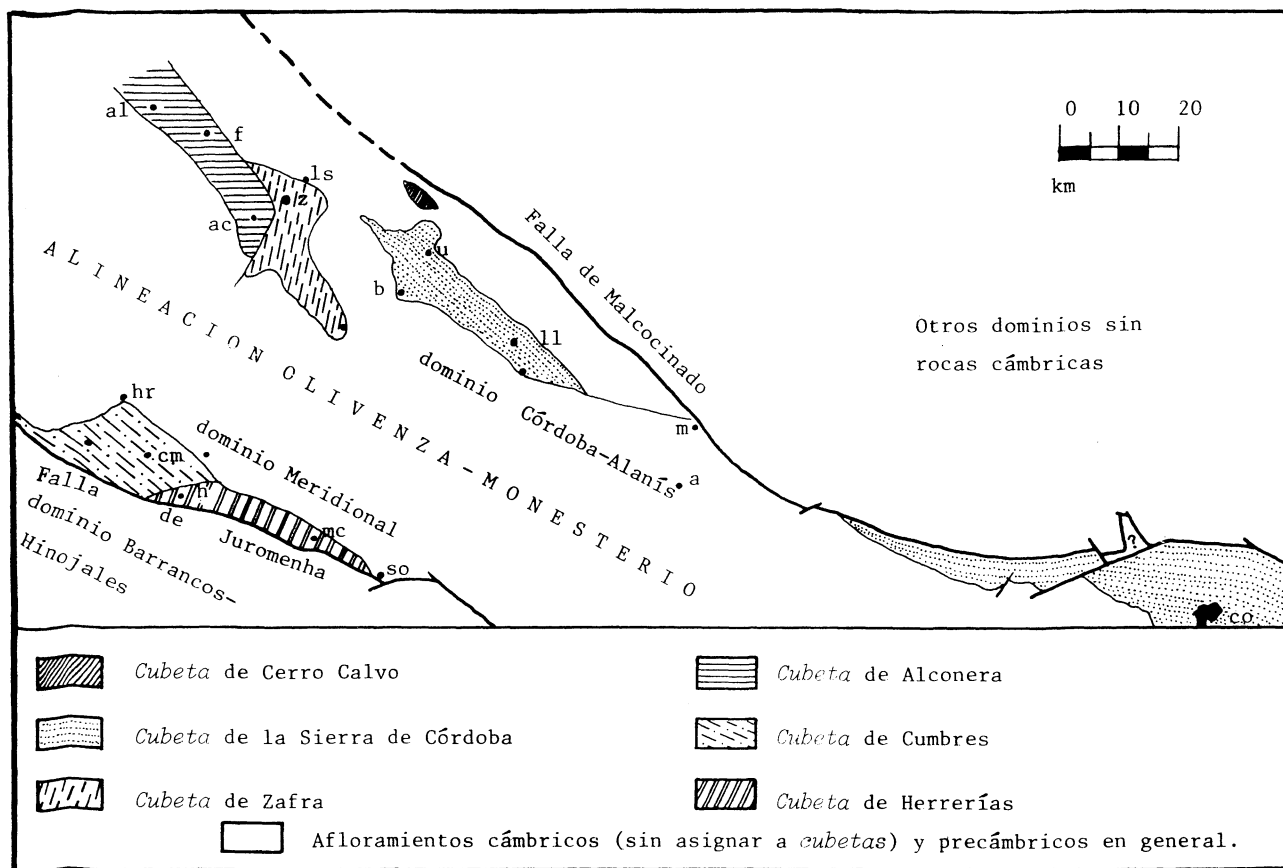 0 10 20
km
al
f
ls
z
ac
u
b
ll
Falla de Malcocinado
ALINEACION OLIVENZA-MONESTERIO
Otros dominios sin
rocas cámbricas
dominio Córdoba-Alanís
m
a
hr
cm
dominio Meridional
h
Falla de Juromenha
mc
so
dominio Barrancos-
Hinojales
?
co
Cubeta de Cerro Calvo
Cubeta de la Sierra de Córdoba
Cubeta de Zafra
Cubeta de Alconera
Cubeta de Cumbres
Cubeta de Herrerías
Afloramientos cámbricos (sin asignar a cubetas) y precámbricos en general.